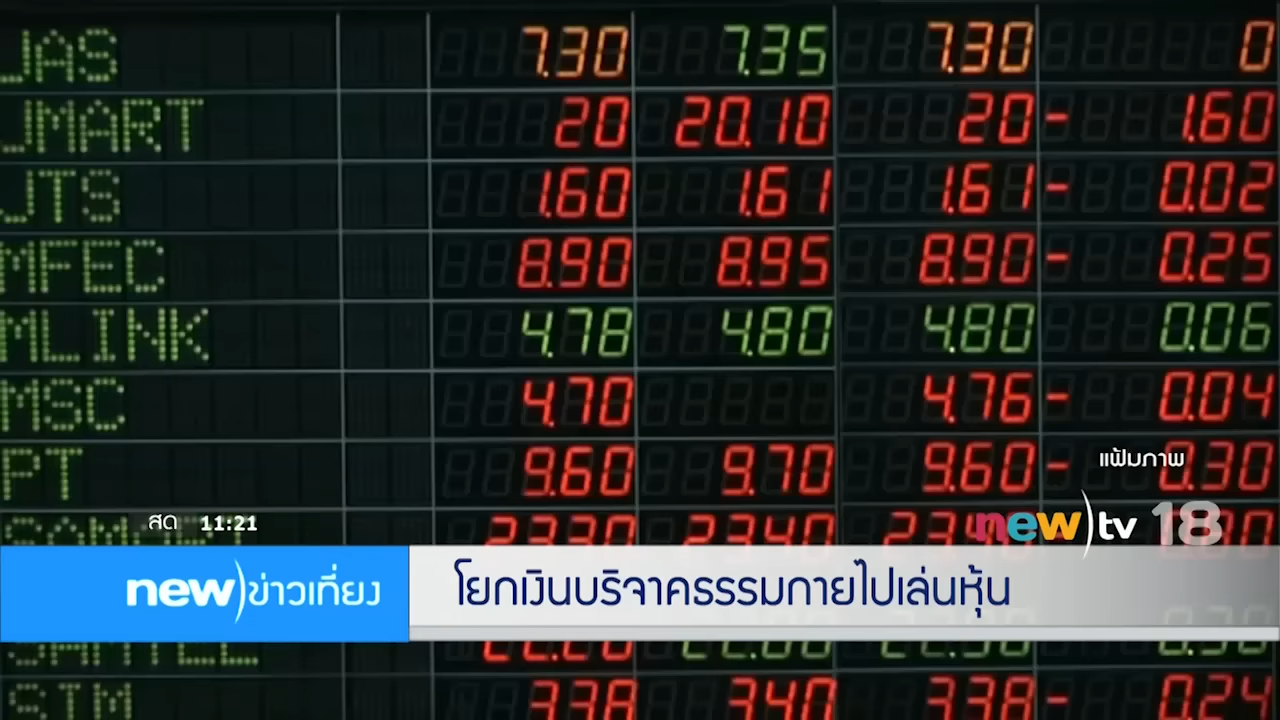 JAS 7.30 7.35 7.30 0
JMART 20 20.10 20 - 1.60
JTS 1.60 1.61 1.61 - 0.02
MFEC 8.90 8.95 8.90 - 0.25
MLINK 4.78 4.80 4.80 0.06
MSC 4.70 4.76 - 0.04
PT 9.60 9.70 9.60 - 0.30
แฟ้มภาพ
สด 11:21
23.30 23.40
new)tv 18
new)ข่าวเที่ยง
โยกเงินบริจาคธรรมกายไปเล่นหุ้น
STM 3.38 3.40 3.38 - 0.24